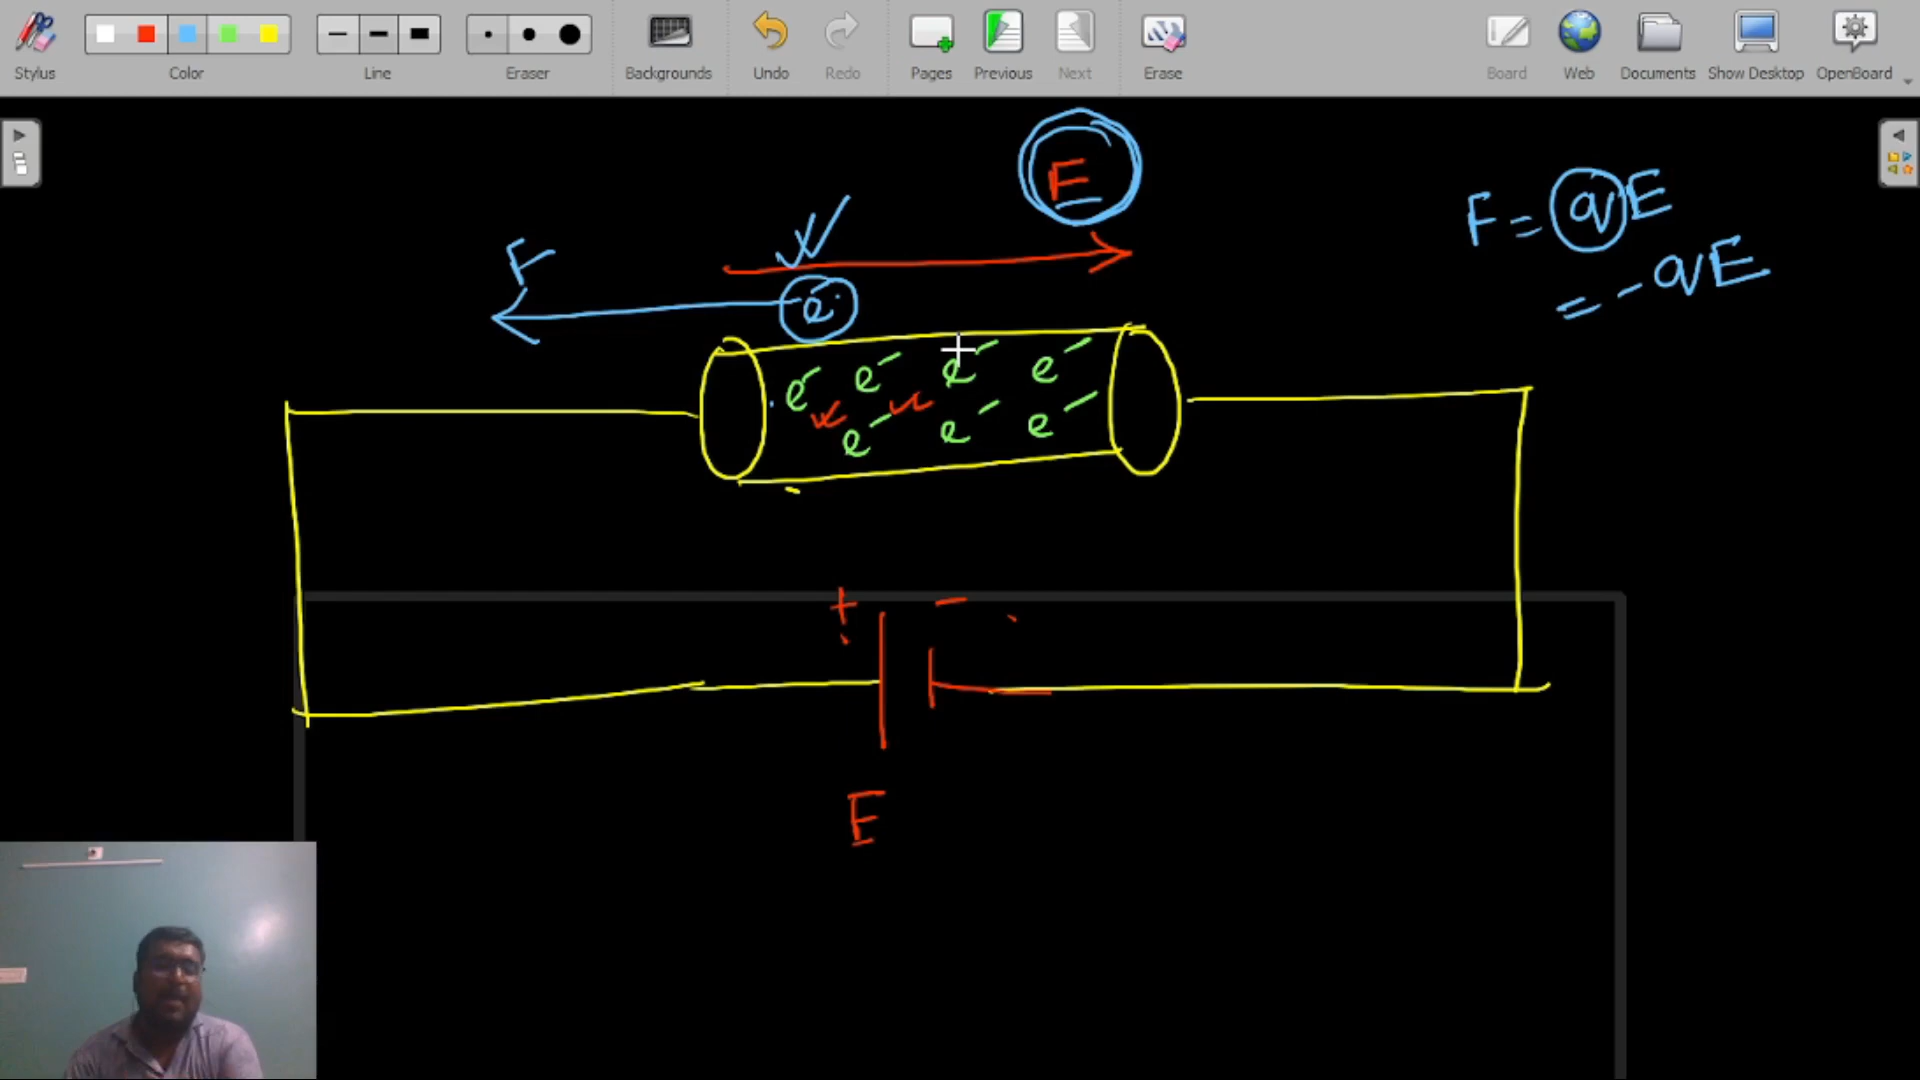 Stylus
Color
Line
Eraser
Backgrounds
Undo
Redo
Pages
Previous
Next
Erase
Board
Web
Documents
Show Desktop
OpenBoard
E
F = qE
= -qE
F
e-
e- e- e- e-
e- e- e-
+ -
E